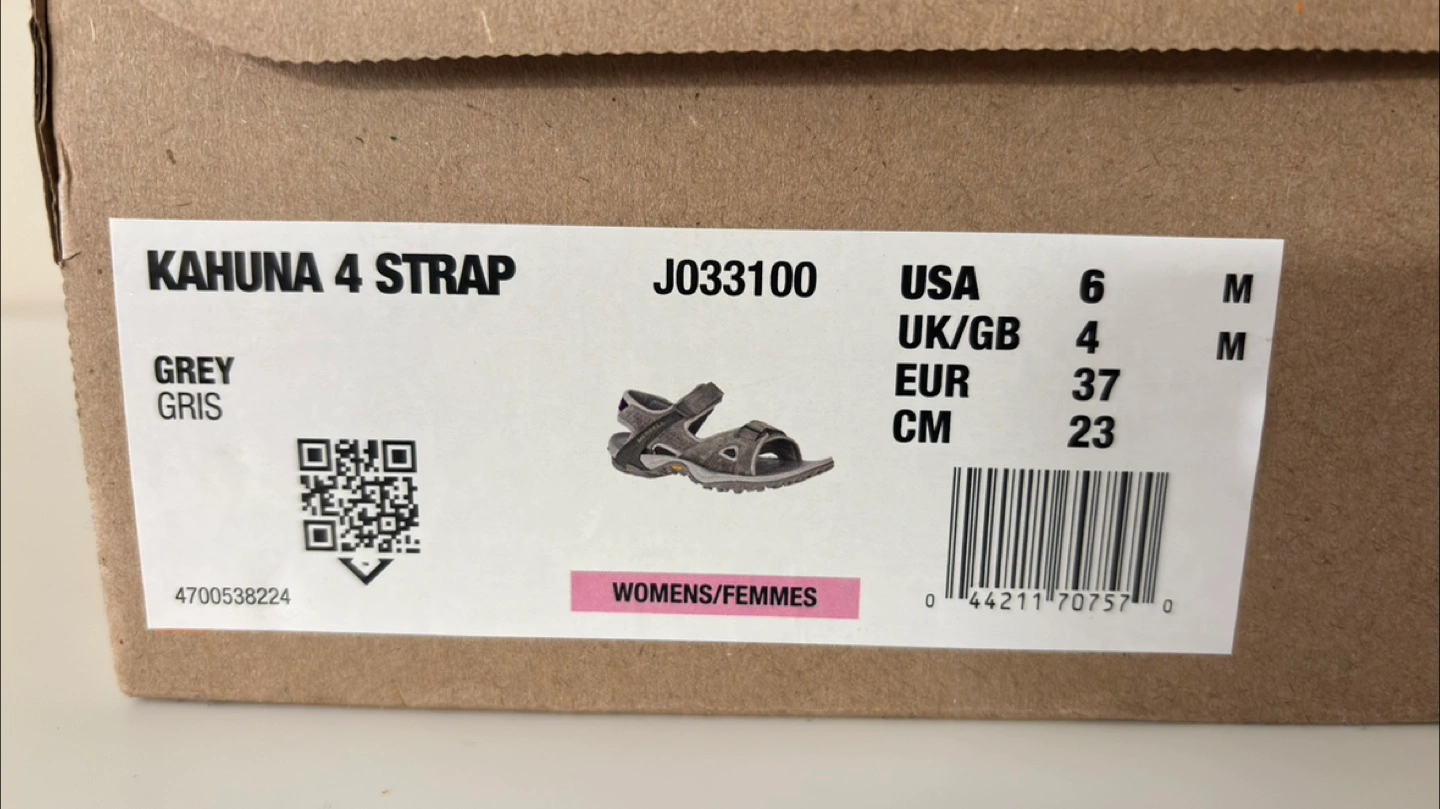 KAHUNA 4 STRAP
J033100
GREY
GRIS
4700538224
MERRELL
WOMENS/FEMMES
USA 6 M
UK/GB 4 M
EUR 37
CM 23
0 44211 70757 0